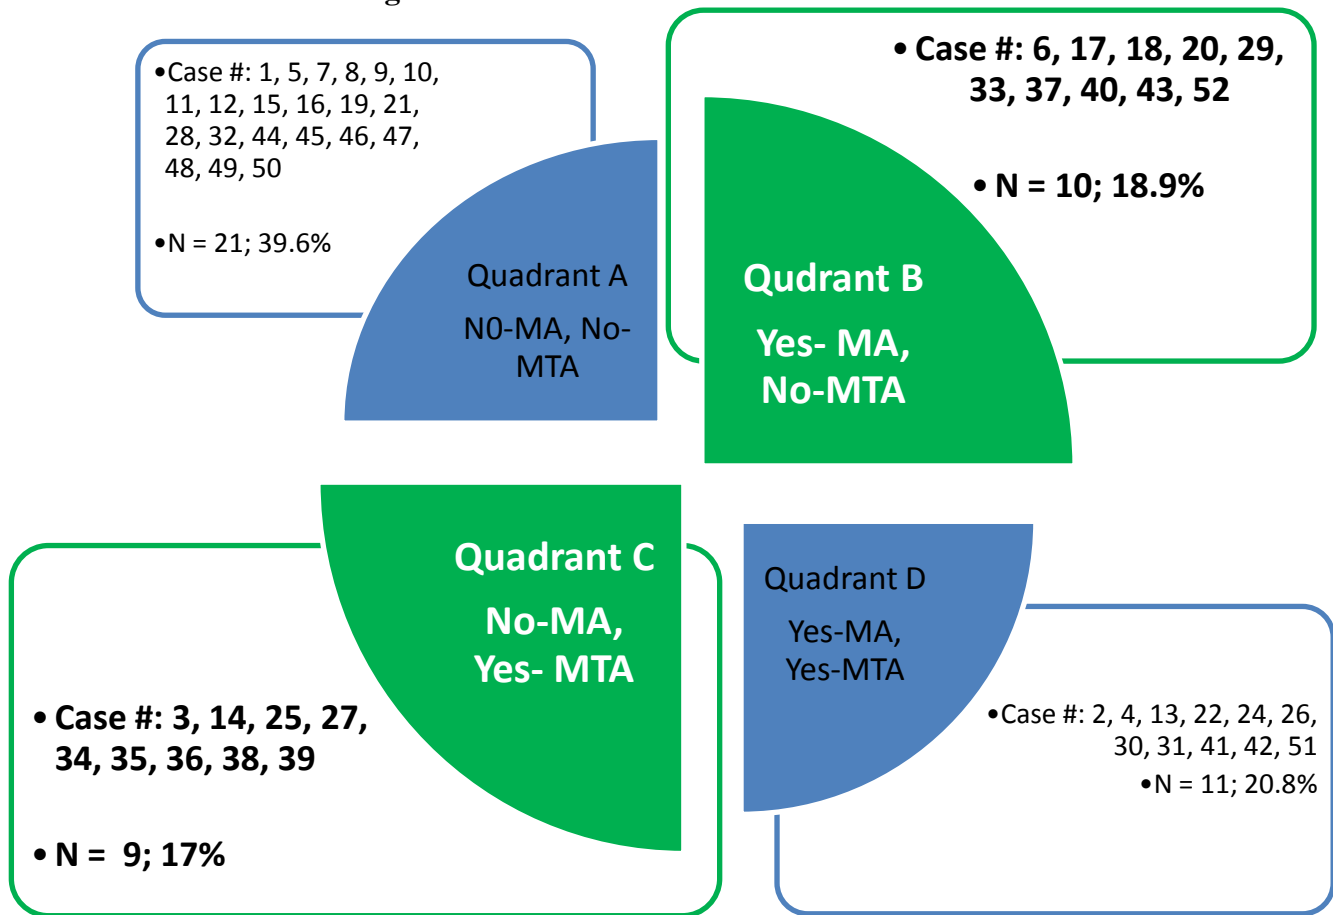 •Case #: 1, 5, 7, 8, 9, 10,
11, 12, 15, 16, 19, 21,
28, 32, 44, 45, 46, 47,
48, 49, 50
•N = 21; 39.6%
• Case #: 6, 17, 18, 20, 29,
33, 37, 40, 43, 52
• N = 10; 18.9%
Quadrant A
N0-MA, No-
MTA
Qudrant B
Yes- MA,
No-MTA
Quadrant C
No-MA,
Yes- MTA
Quadrant D
Yes-MA,
Yes-MTA
• Case #: 3, 14, 25, 27,
34, 35, 36, 38, 39
• N = 9; 17%
•Case #: 2, 4, 13, 22, 24, 26,
30, 31, 41, 42, 51
•N = 11; 20.8%